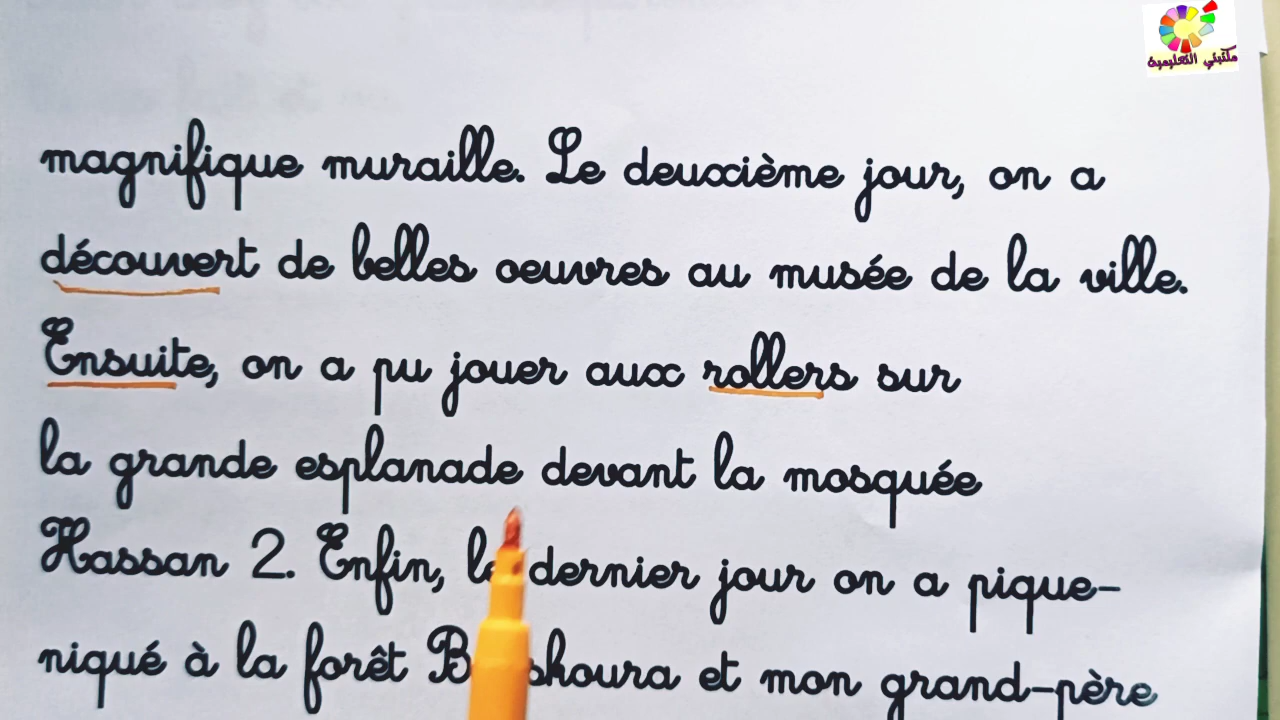 مكتبتي التعليمية
magnifique muraille. Le deuxième jour, on a
découvert de belles oeuvres au musée de la ville.
Ensuite, on a pu jouer aux rollers sur
la grande esplanade devant la mosquée
Hassan 2. Enfin, le dernier jour on a pique-
niqué à la forêt et mon grand-père